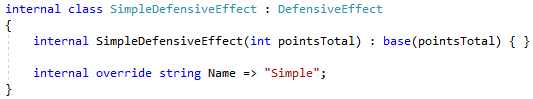 internal class SimpleDefensiveEffect : DefensiveEffect
{
    internal SimpleDefensiveEffect(int pointsTotal) : base(pointsTotal) { }

    internal override string Name => "Simple";
}